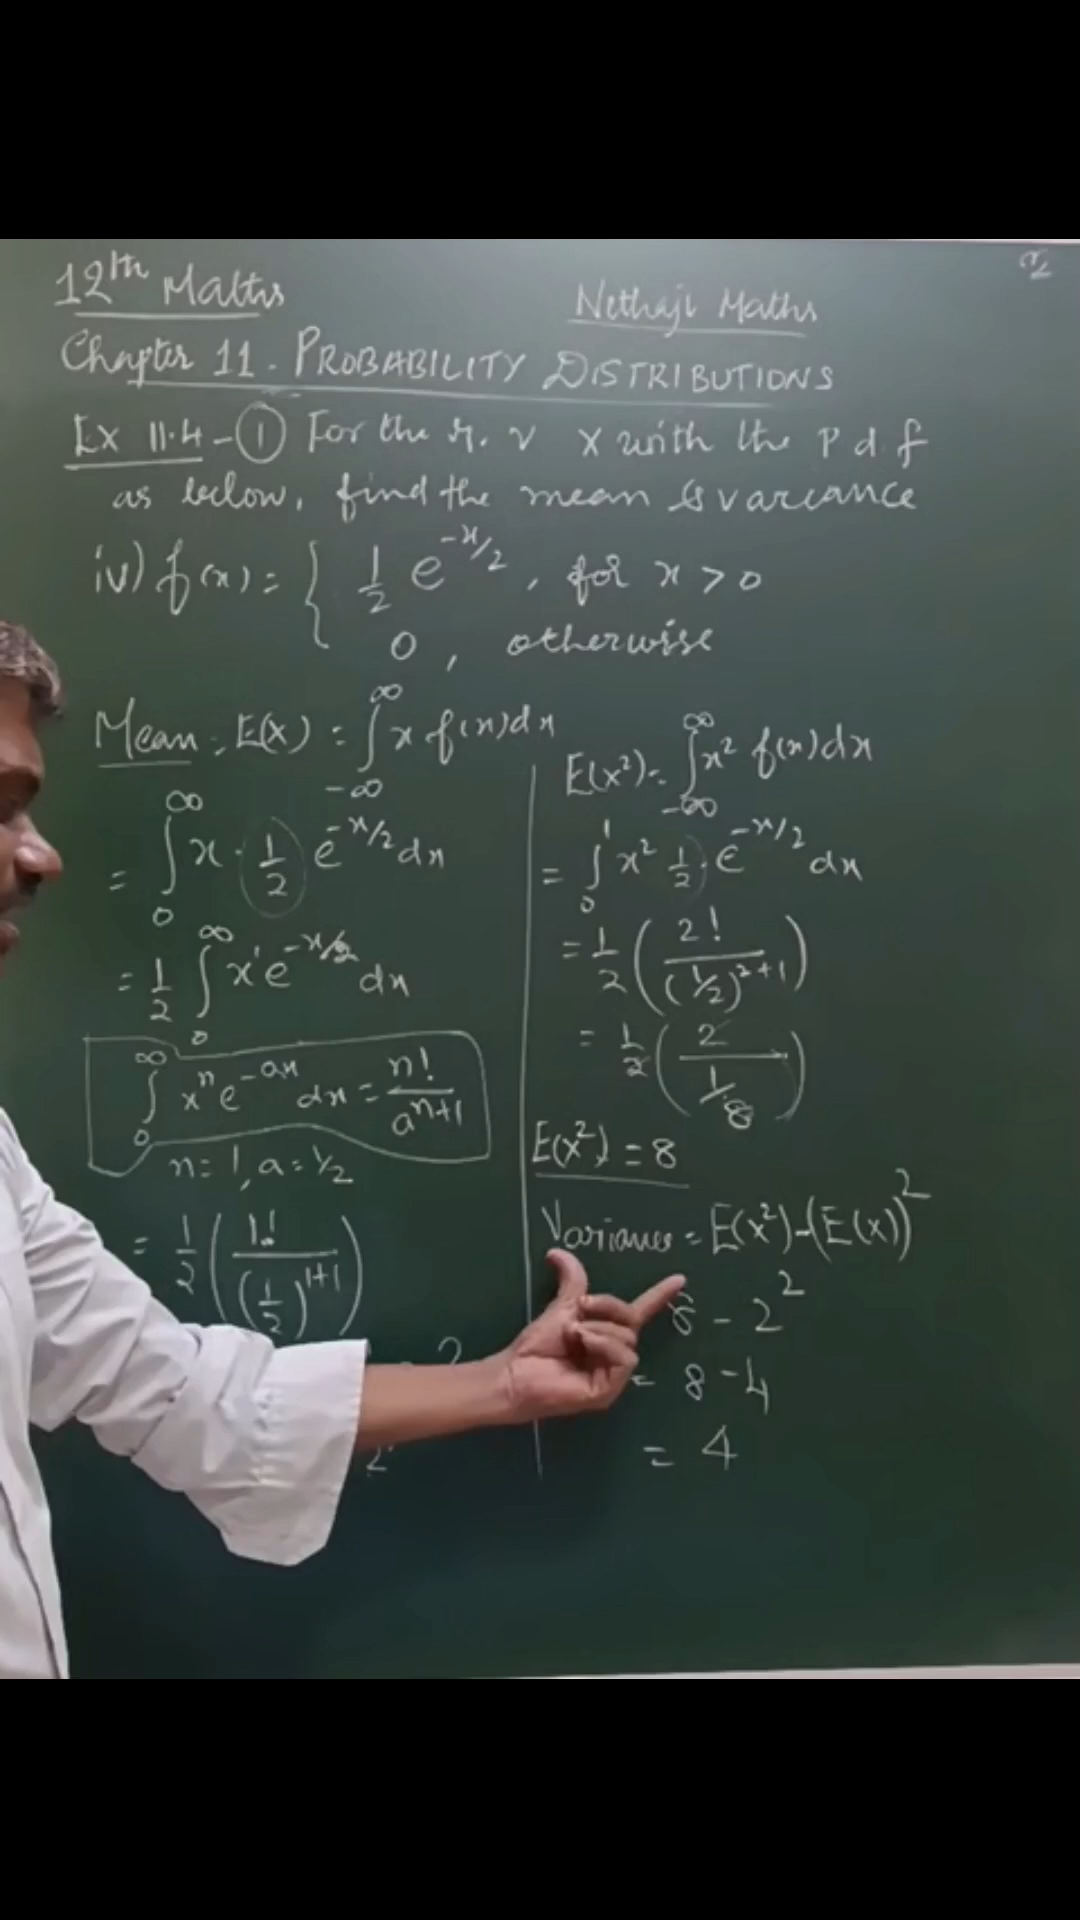 12th Maths
Nethaji Maths
Chapter 11. PROBABILITY DISTRIBUTIONS
Ex 11.4 - ① For the r. v X with the p d f
as below, find the mean & variance
iv) f(x) = { 1/2 e^{-x/2}, for x > 0
0, otherwise
Mean: E(X) = ∫_{-∞}^{∞} x f(x) dx
= ∫_0^∞ x · 1/2 e^{-x/2} dx
= 1/2 ∫_0^∞ x^1 e^{-x/2} dx
∫_0^∞ x^n e^{-ax} dx = n!/a^{n+1}
n = 1, a = 1/2
= 1/2 (1!/(1/2)^{1+1})
= 2
E(X²) = ∫_{-∞}^{∞} x² f(x) dx
= ∫_0^1 x² 1/2 · e^{-x/2} dx
= 1/2 (2!/(1/2)^{2+1})
= 1/2 (2/(1/8))
E(X²) = 8
Variance = E(X²) - (E(X))²
8 - 2²
= 8 - 4
= 4